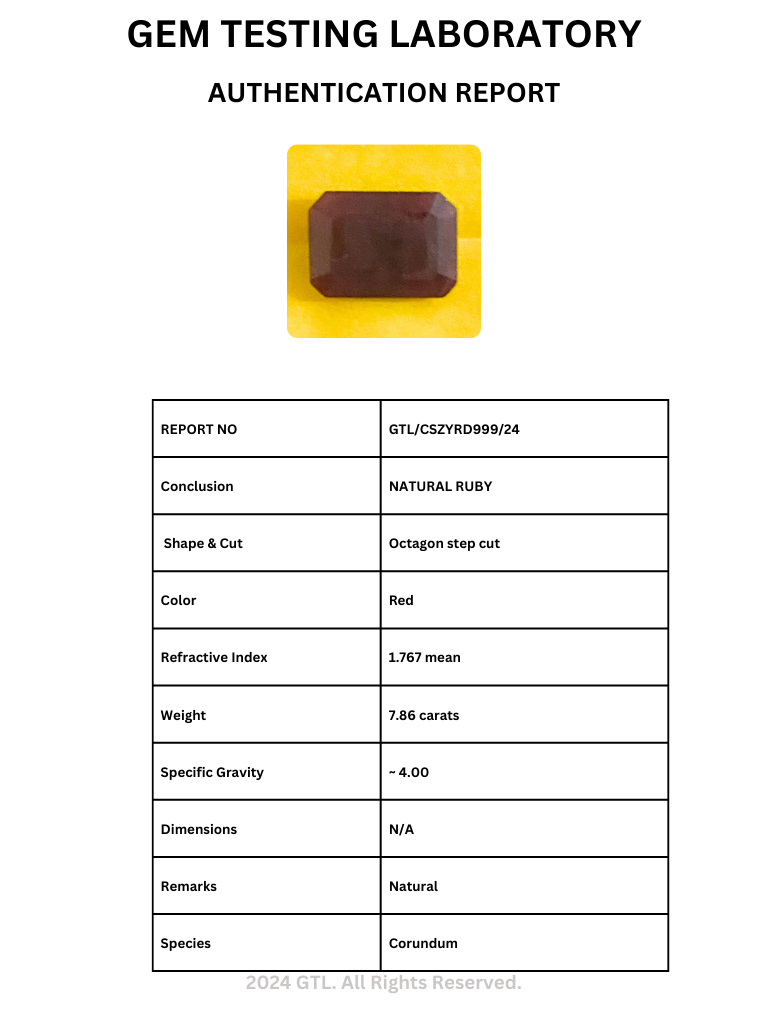 GEM TESTING LABORATORY
AUTHENTICATION REPORT
REPORT NO GTL/CSZYRD999/24
Conclusion NATURAL RUBY
Shape & Cut Octagon step cut
Color Red
Refractive Index 1.767 mean
Weight 7.86 carats
Specific Gravity ~ 4.00
Dimensions N/A
Remarks Natural
Species Corundum
2024 GTL. All Rights Reserved.